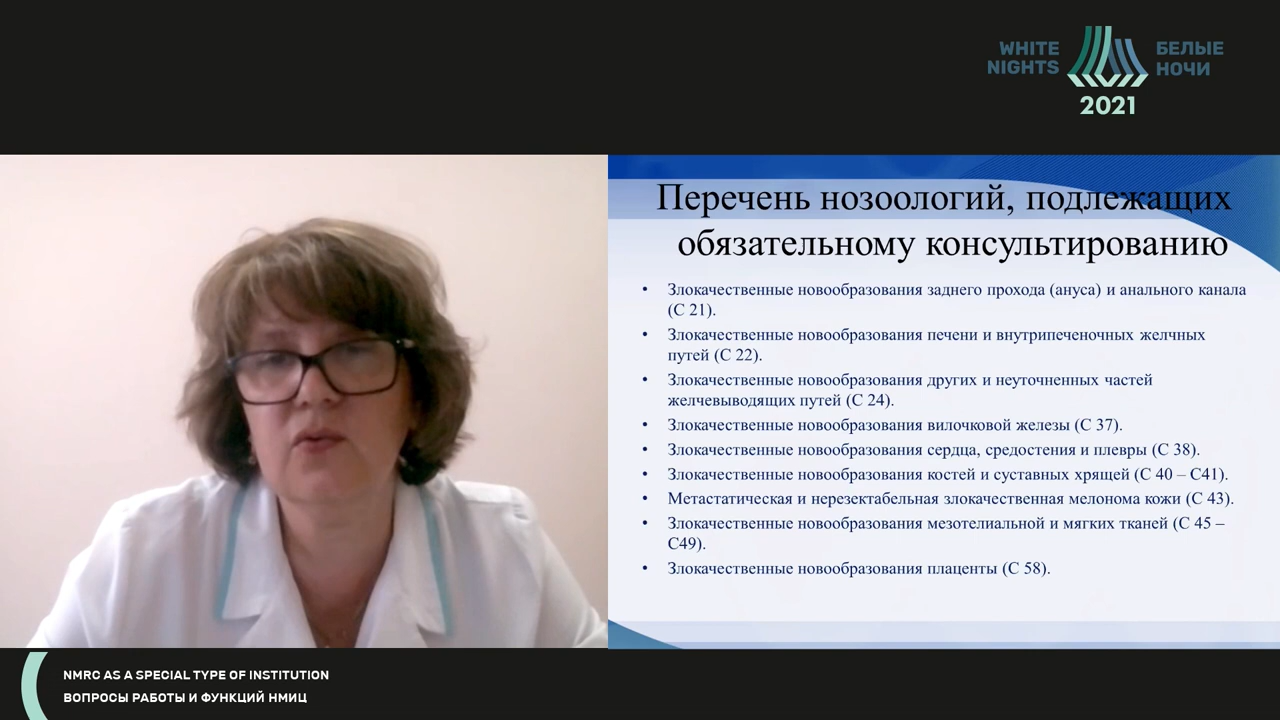 WHITE
NIGHTS
БЕЛЫЕ
НОЧИ
2021
Перечень нозоологий, подлежащих
обязательному консультированию
• Злокачественные новообразования заднего прохода (ануса) и анального канала
(С 21).
• Злокачественные новообразования печени и внутрипеченочных желчных
путей (С 22).
• Злокачественные новообразования других и неуточненных частей
желчевыводящих путей (С 24).
• Злокачественные новообразования вилочковой железы (С 37).
• Злокачественные новообразования сердца, средостения и плевры (С 38).
• Злокачественные новообразования костей и суставных хрящей (С 40 – С41).
• Метастатическая и нерезектабельная злокачественная мелонома кожи (С 43).
• Злокачественные новообразования мезотелиальной и мягких тканей (С 45 –
С49).
• Злокачественные новообразования плаценты (С 58).
NMRC AS A SPECIAL TYPE OF INSTITUTION
ВОПРОСЫ РАБОТЫ И ФУНКЦИЙ НМИЦ